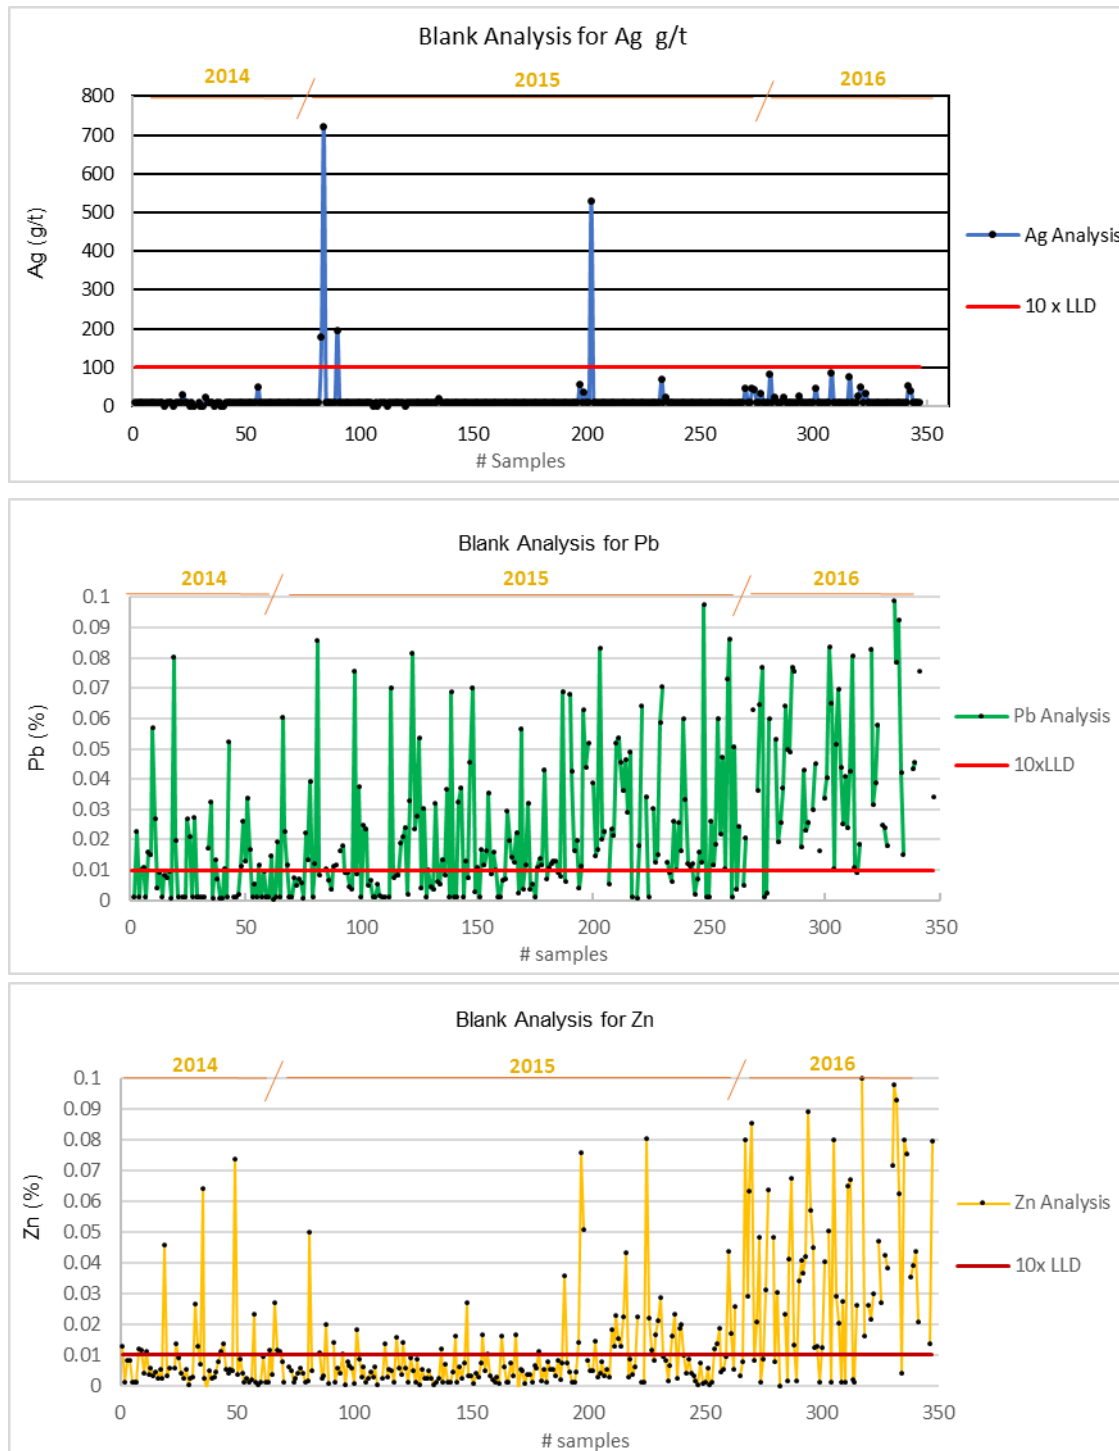 Blank Analysis for Ag g/t
2014 2015 2016
800
700
600
500
400
300
200
100
0
Ag (g/t)
0 50 100 150 200 250 300 350
# Samples
Ag Analysis
10 x LLD
Blank Analysis for Pb
2014 2015 2016
0.1
0.09
0.08
0.07
0.06
0.05
0.04
0.03
0.02
0.01
0
Pb (%)
0 50 100 150 200 250 300 350
# samples
Pb Analysis
10xLLD
Blank Analysis for Zn
2014 2015 2016
0.1
0.09
0.08
0.07
0.06
0.05
0.04
0.03
0.02
0.01
0
Zn (%)
0 50 100 150 200 250 300 350
# samples
Zn Analysis
10x LLD